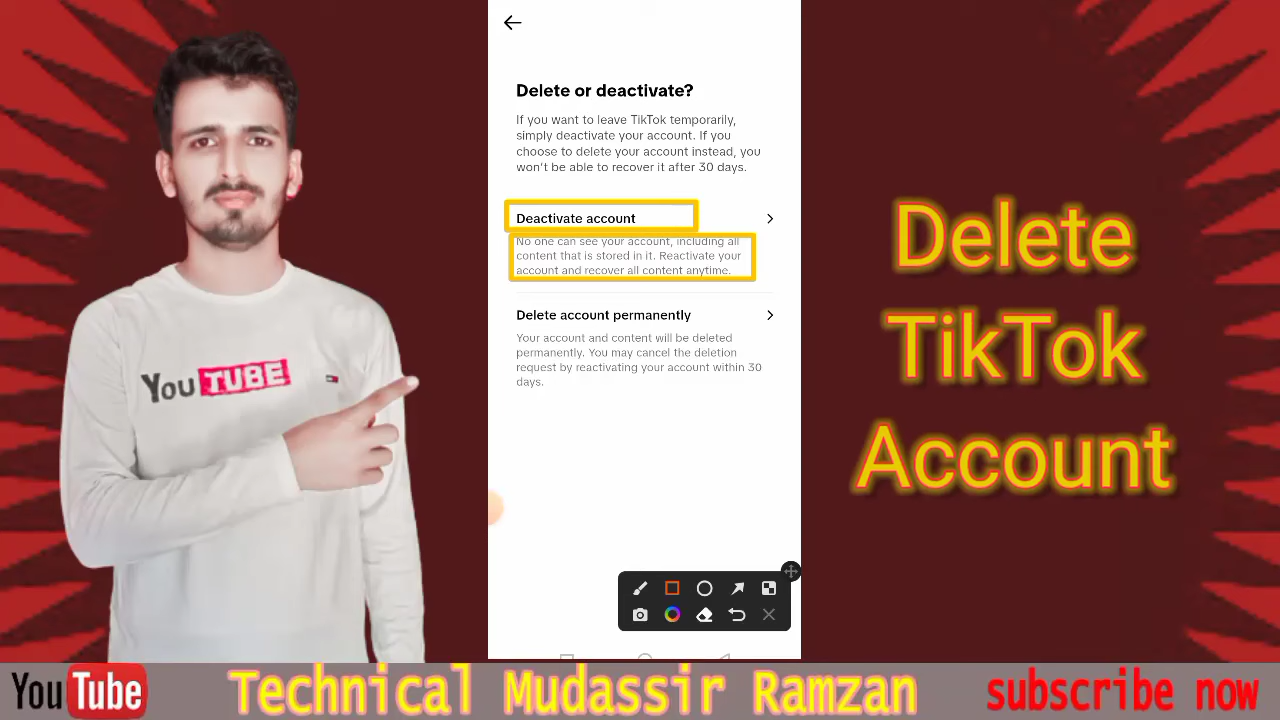 Delete or deactivate?
If you want to leave TikTok temporarily,
simply deactivate your account. If you
choose to delete your account instead, you
won't be able to recover it after 30 days.
Deactivate account
No one can see your account, including all
content that is stored in it. Reactivate your
account and recover all content anytime.
Delete account permanently
Your account and content will be deleted
permanently. You may cancel the deletion
request by reactivating your account within 30
days.
You TUBE
Delete
TikTok
Account
YouTube
Technical Mudassir Ramzan
subscribe now